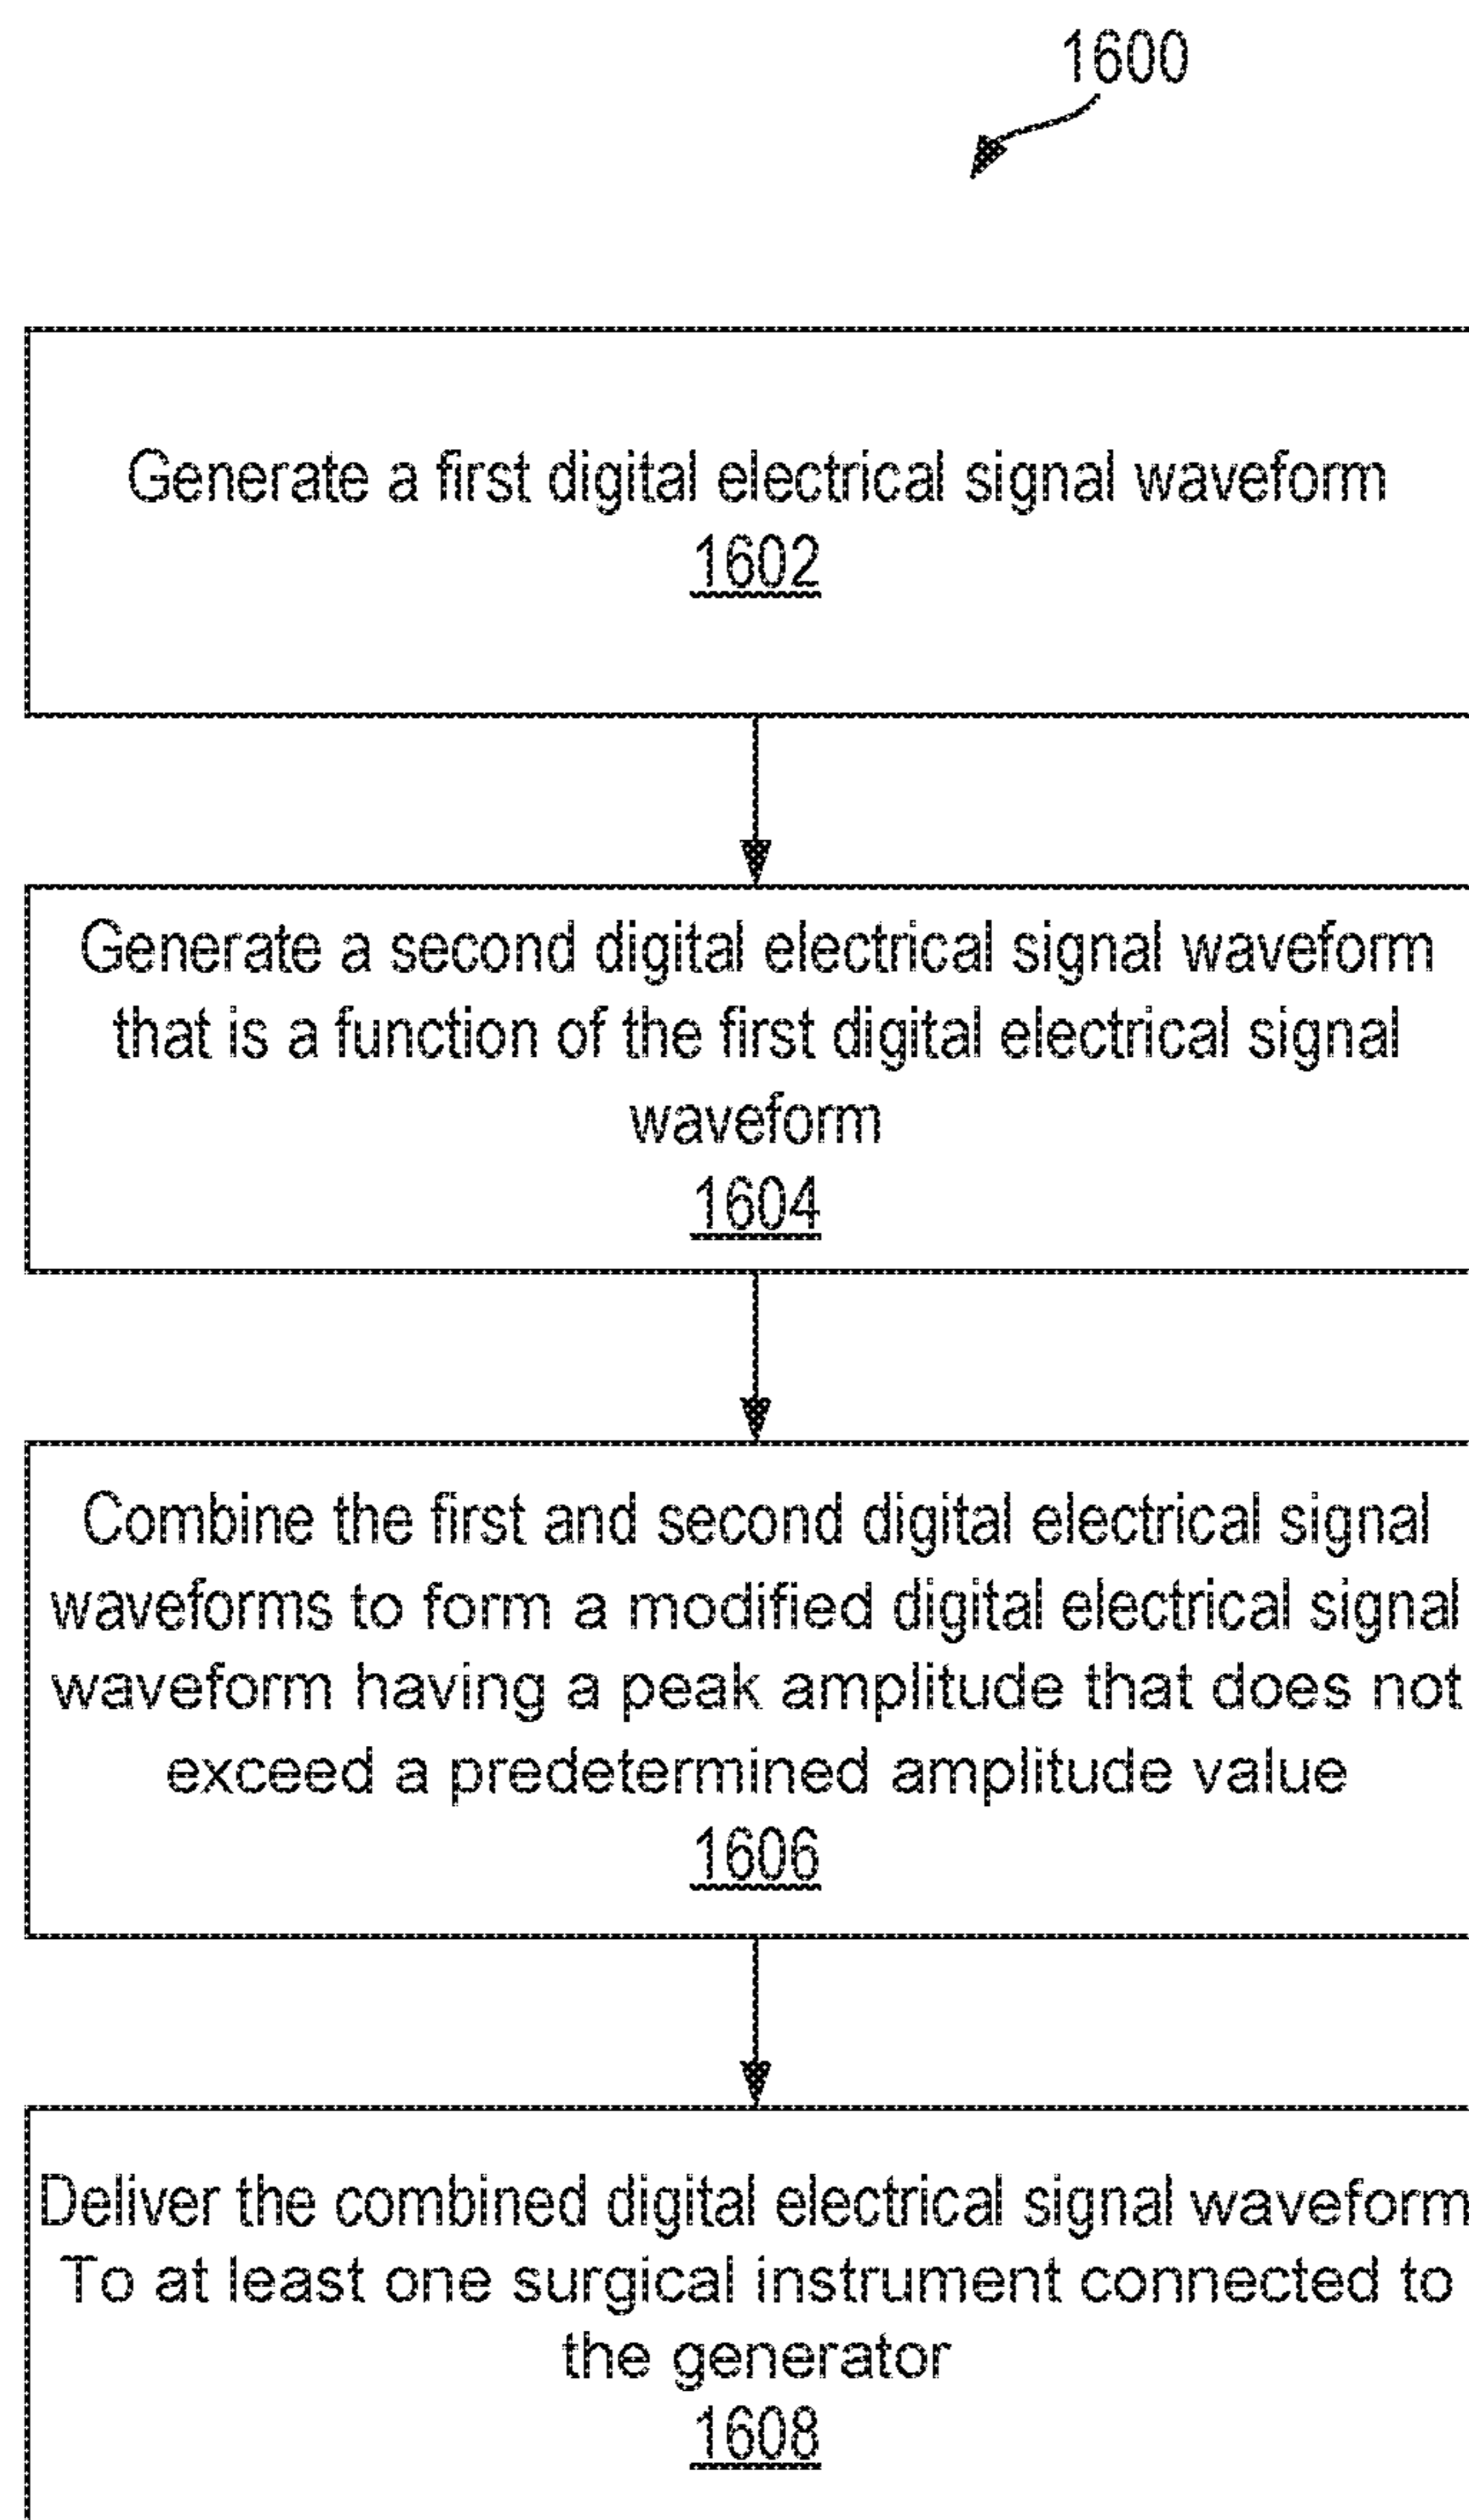 1600
Generate a first digital electrical signal waveform
1602
Generate a second digital electrical signal waveform
that is a function of the first digital electrical signal
waveform
1604
Combine the first and second digital electrical signal
waveforms to form a modified digital electrical signal
waveform having a peak amplitude that does not
exceed a predetermined amplitude value
1606
Deliver the combined digital electrical signal waveform
To at least one surgical instrument connected to
the generator
1608